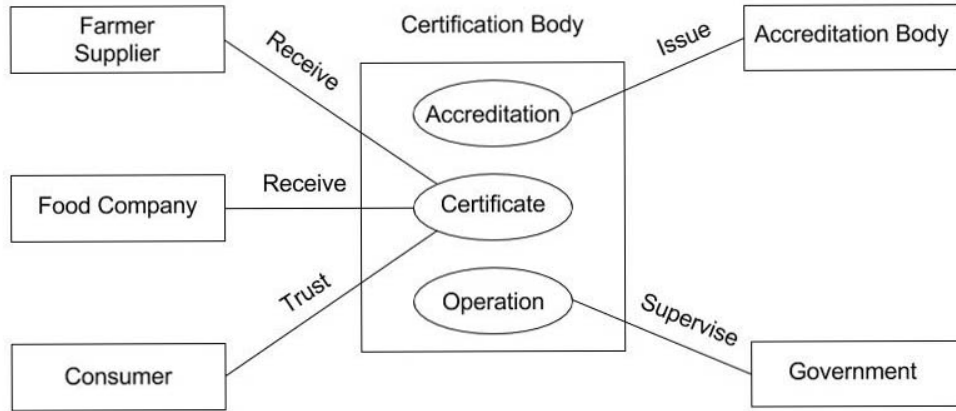 Farmer
Supplier
Receive
Certification Body
Issue
Accreditation Body
Accreditation
Food Company
Receive
Certificate
Trust
Operation
Supervise
Consumer
Government